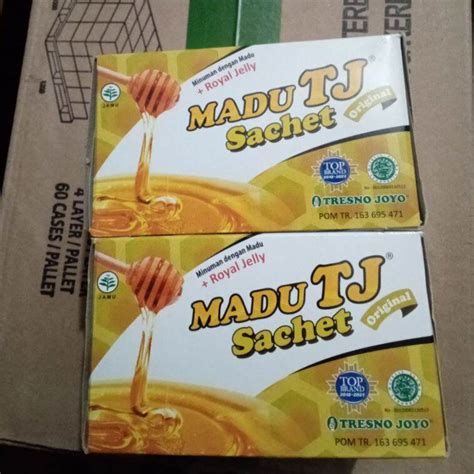 4 LAYER / PALLET
60 CASES / PALLET
Minuman dengan Madu
+ Royal Jelly
MADU TJ®
Sachet
Original
JAMU
TOP
BRAND
TRESNO JOYO®
POM TR. 163 695 471
Minuman dengan Madu
+ Royal Jelly
MADU TJ®
Sachet
Original
JAMU
TOP
BRAND
TRESNO JOYO®
POM TR. 163 695 471